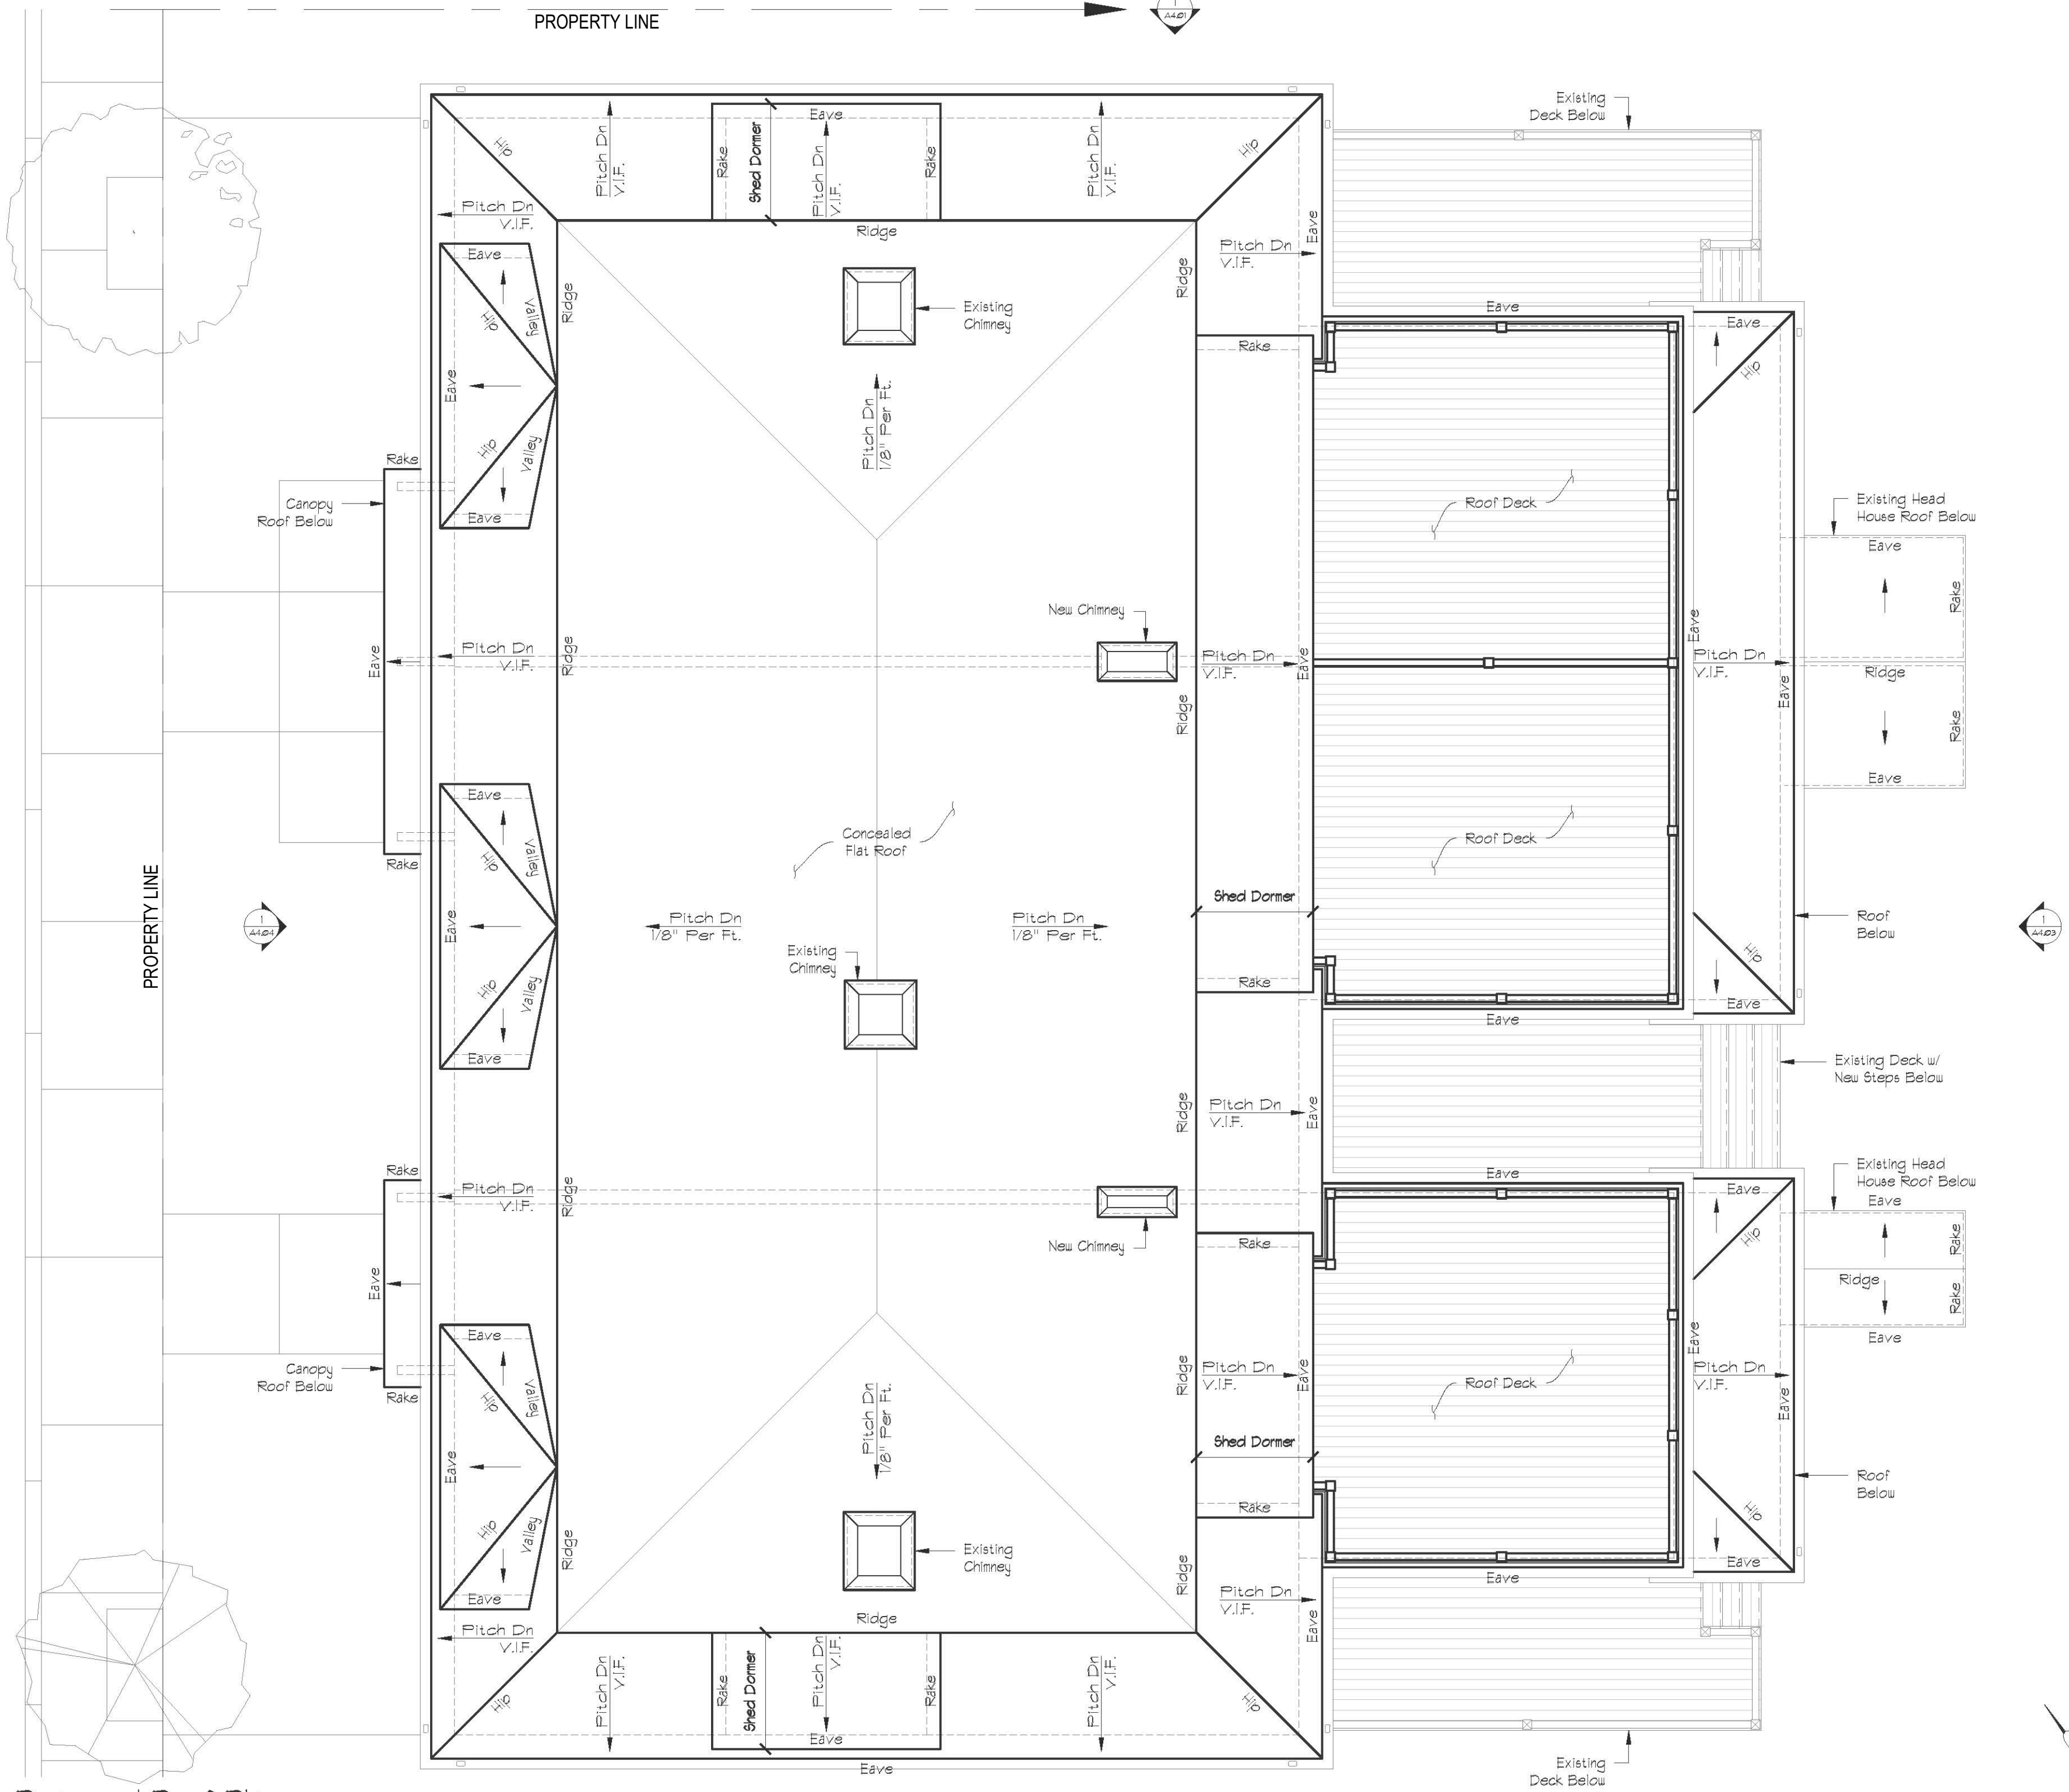 PROPERTY LINE
1
A4.01
Existing
Deck Below
Eave
Pitch Dn
V.I.F.
Rake
Shed Dormer
Pitch Dn
V.I.F.
Rake
Pitch Dn
V.I.F.
Hip
Hip
Pitch Dn
V.I.F.
Ridge
Eave
Pitch Dn
V.I.F.
Eave
Valley
Hip
Ridge
Ridge
Existing
Chimney
Eave
Eave
Hip
Rake
Eave
Pitch Dn
1/8" Per Ft.
Hip
Valley
Eave
Rake
Canopy
Roof Below
Roof Deck
Existing Head
House Roof Below
Eave
Rake
New Chimney
Eave
Pitch Dn
V.I.F.
Ridge
Pitch Dn
V.I.F.
Eave
Ridge
Eave
Pitch Dn
V.I.F.
Eave
Ridge
Rake
Eave
Eave
Valley
Hip
Rake
Concealed
Flat Roof
Roof Deck
PROPERTY LINE
1
A4.04
Eave
Pitch Dn
1/8" Per Ft.
Pitch Dn
1/8" Per Ft.
Shed Dormer
Roof
Below
1
A4.03
Existing
Chimney
Hip
Valley
Rake
Hip
Eave
Eave
Eave
Existing Deck w/
New Steps Below
Ridge
Pitch Dn
V.I.F.
Eave
Rake
Pitch Dn
V.I.F.
Ridge
Eave
Eave
Existing Head
House Roof Below
Eave
New Chimney
Rake
Hip
Rake
Eave
Ridge
Rake
Eave
Eave
Eave
Canopy
Roof Below
Rake
Valley
Hip
Pitch Dn
1/8" Per Ft.
Ridge
Pitch Dn
V.I.F.
Eave
Roof Deck
Pitch Dn
V.I.F.
Eave
Shed Dormer
Eave
Roof
Below
Hip
Valley
Ridge
Rake
Hip
Existing
Chimney
Ridge
Eave
Eave
Eave
Pitch Dn
V.I.F.
Eave
Ridge
Pitch Dn
V.I.F.
Hip
Pitch Dn
V.I.F.
Rake
Shed Dormer
Pitch Dn
V.I.F.
Rake
Pitch Dn
V.I.F.
Hip
Eave
Eave
Existing
Deck Below